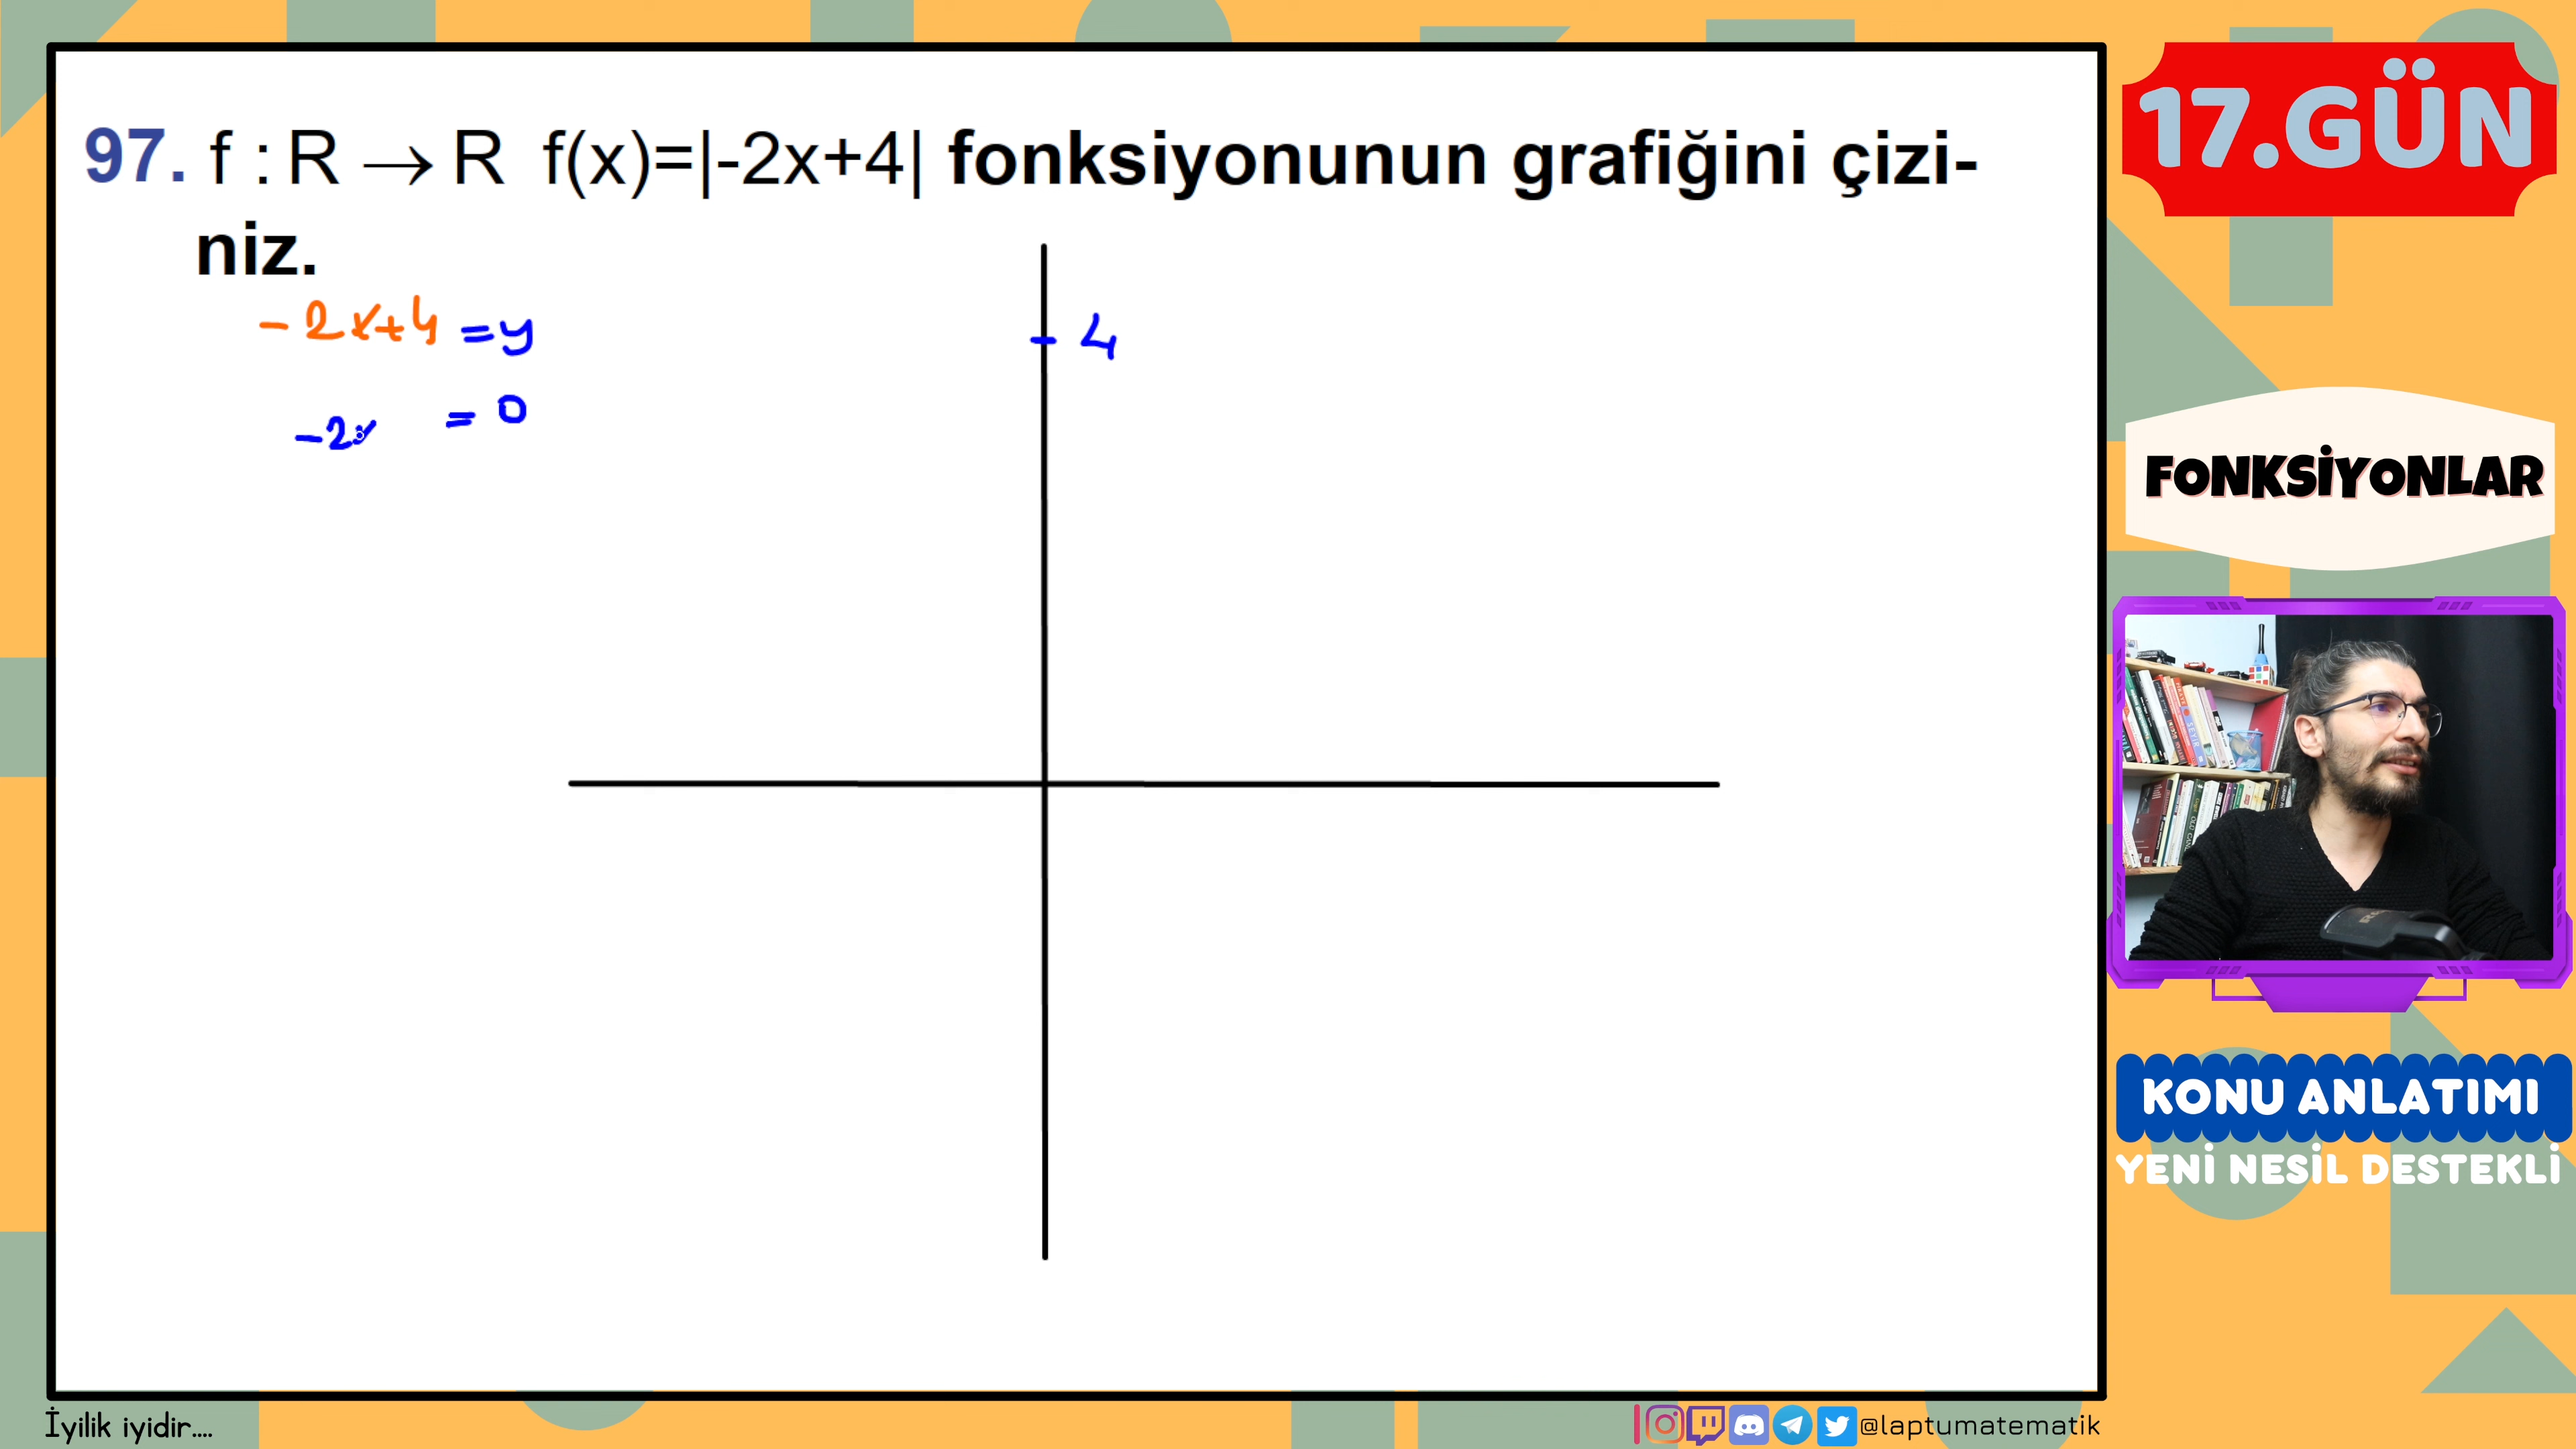 97. f : R → R f(x)=|-2x+4| fonksiyonunun grafiğini çizi-
niz.
-2x+4 =y
-2x = 0
4
17.GÜN
FONKSİYONLAR
KONU ANLATIMI
YENİ NESİL DESTEKLİ
İyilik iyidir....
@laptumatematik